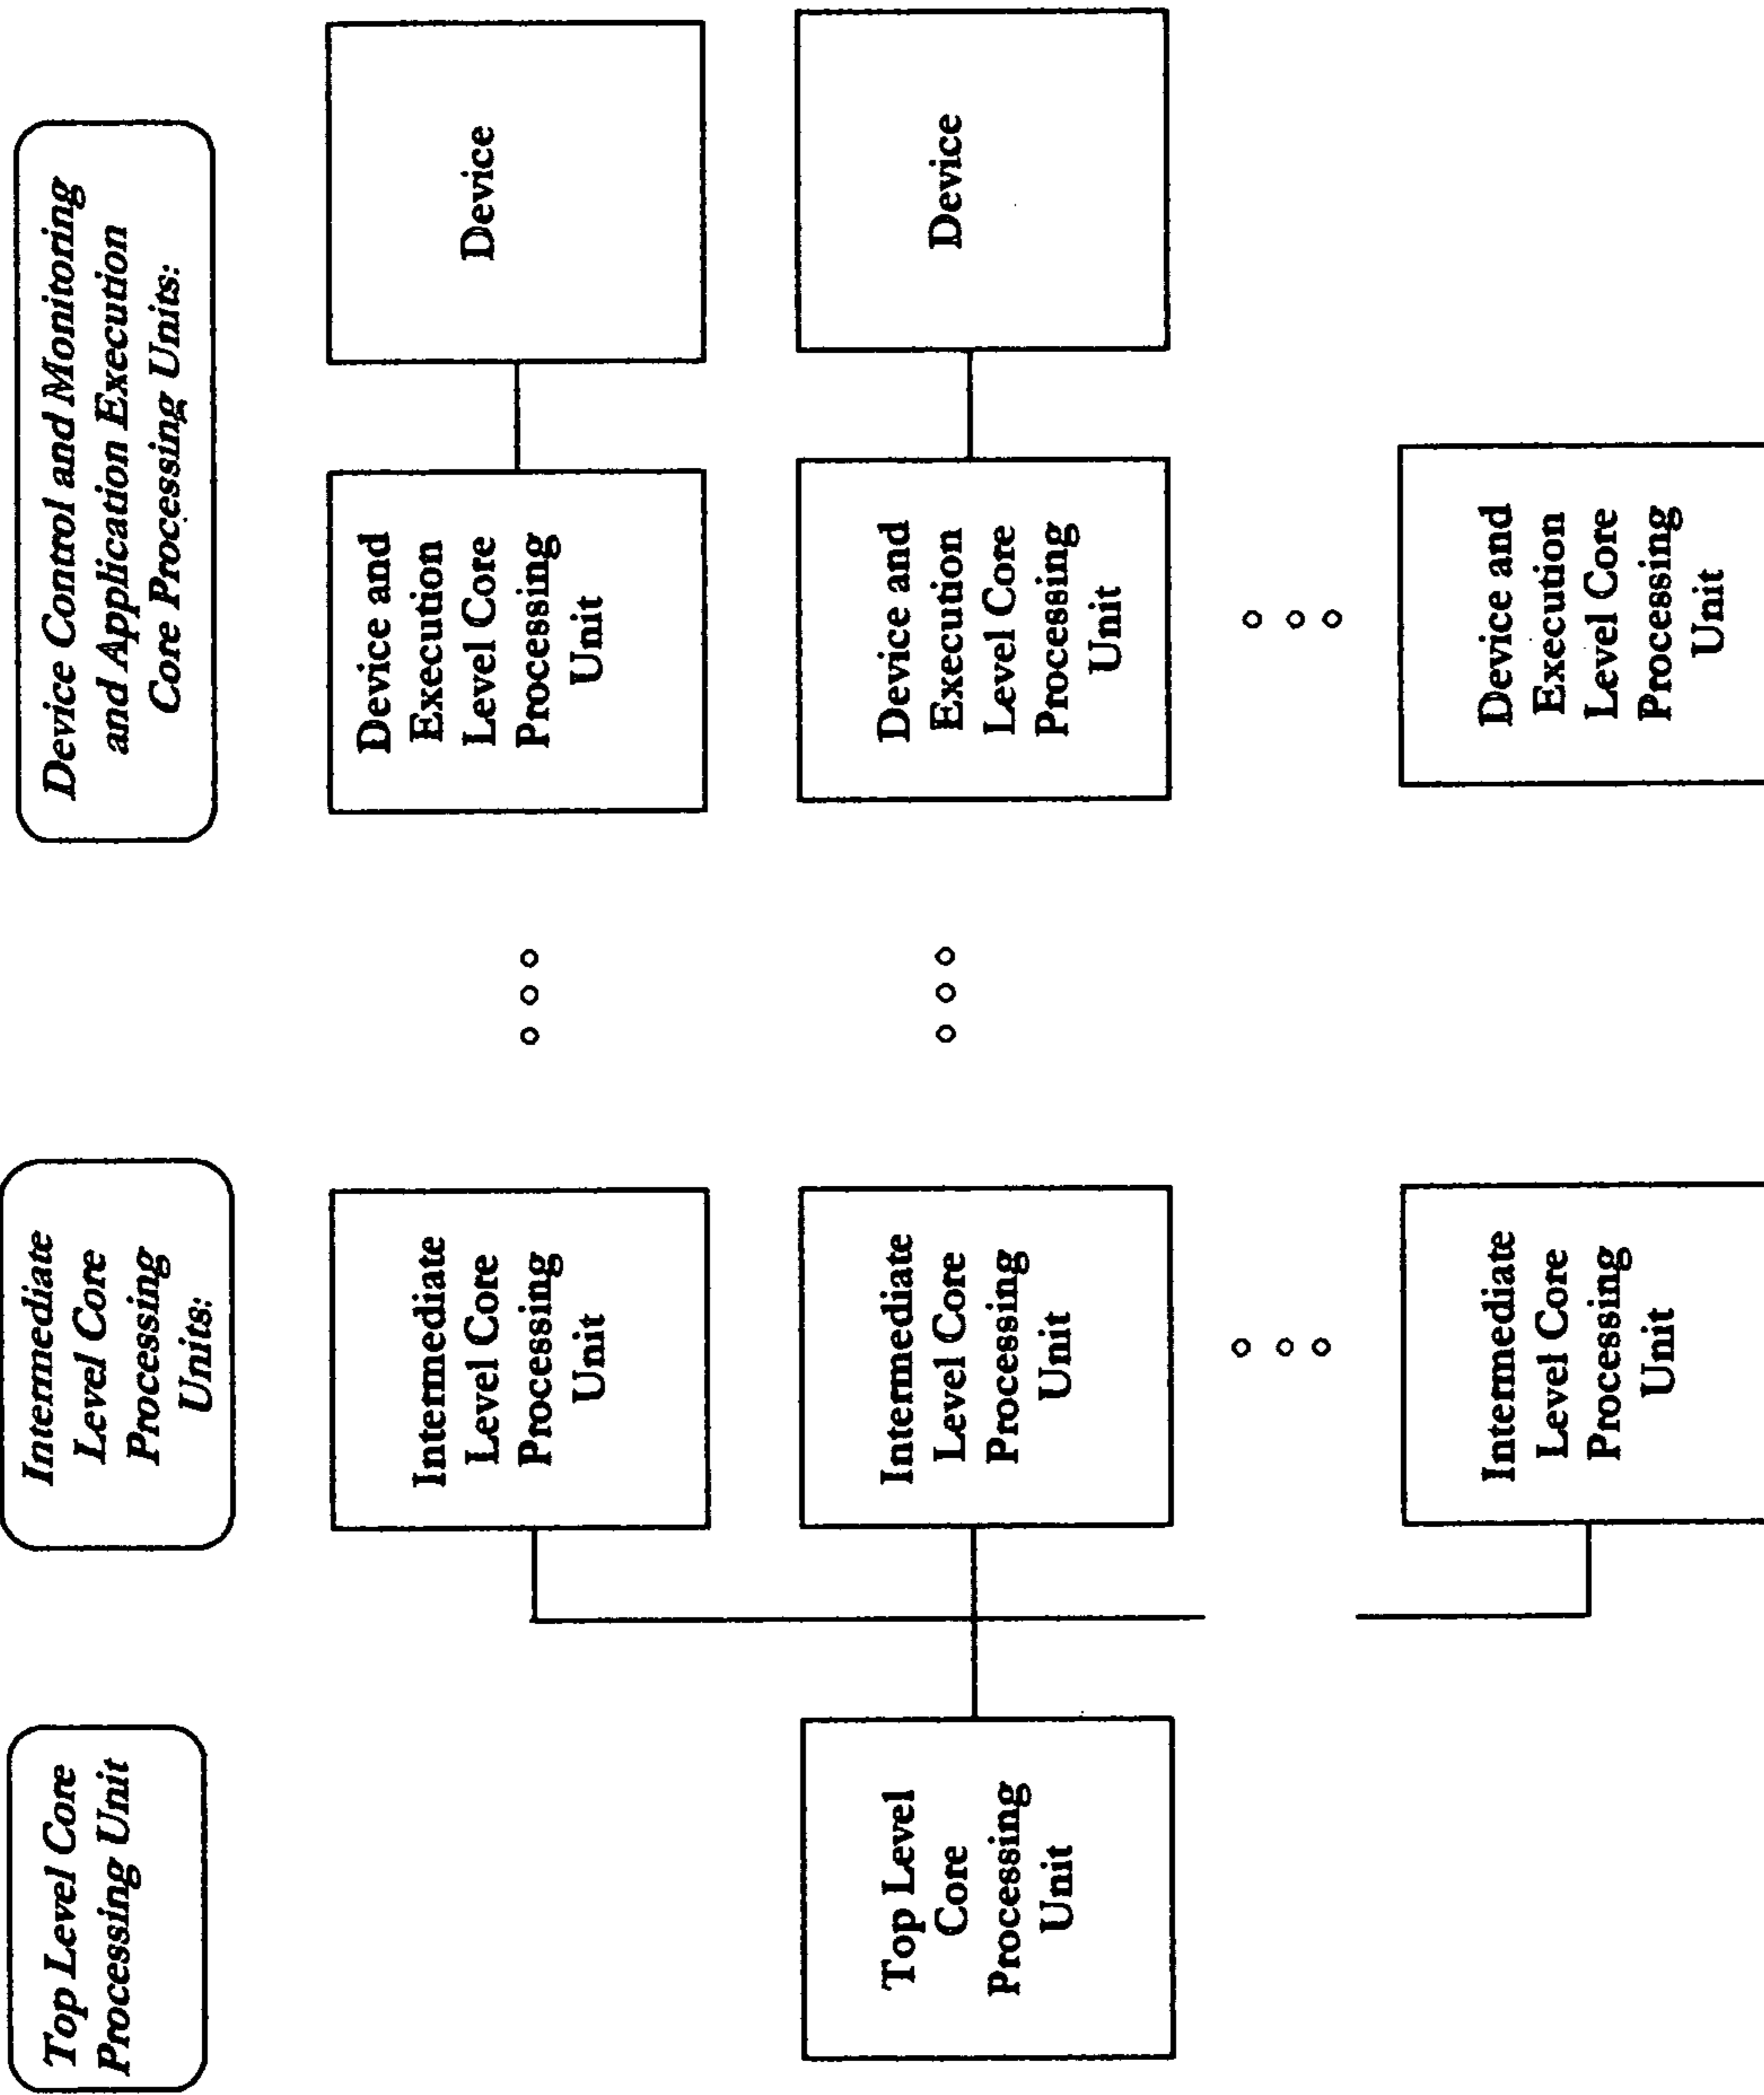 Top Level Core
Processing Unit
Intermediate
Level Core
Processing
Units:
Device Control and Monitoring
and Application Execution
Core Processing Units:
Intermediate
Level Core
Processing
Unit
Device and
Execution
Level Core
Processing
Unit
Device
Top Level
Core
Processing
Unit
Intermediate
Level Core
Processing
Unit
Device and
Execution
Level Core
Processing
Unit
Device
Intermediate
Level Core
Processing
Unit
Device and
Execution
Level Core
Processing
Unit